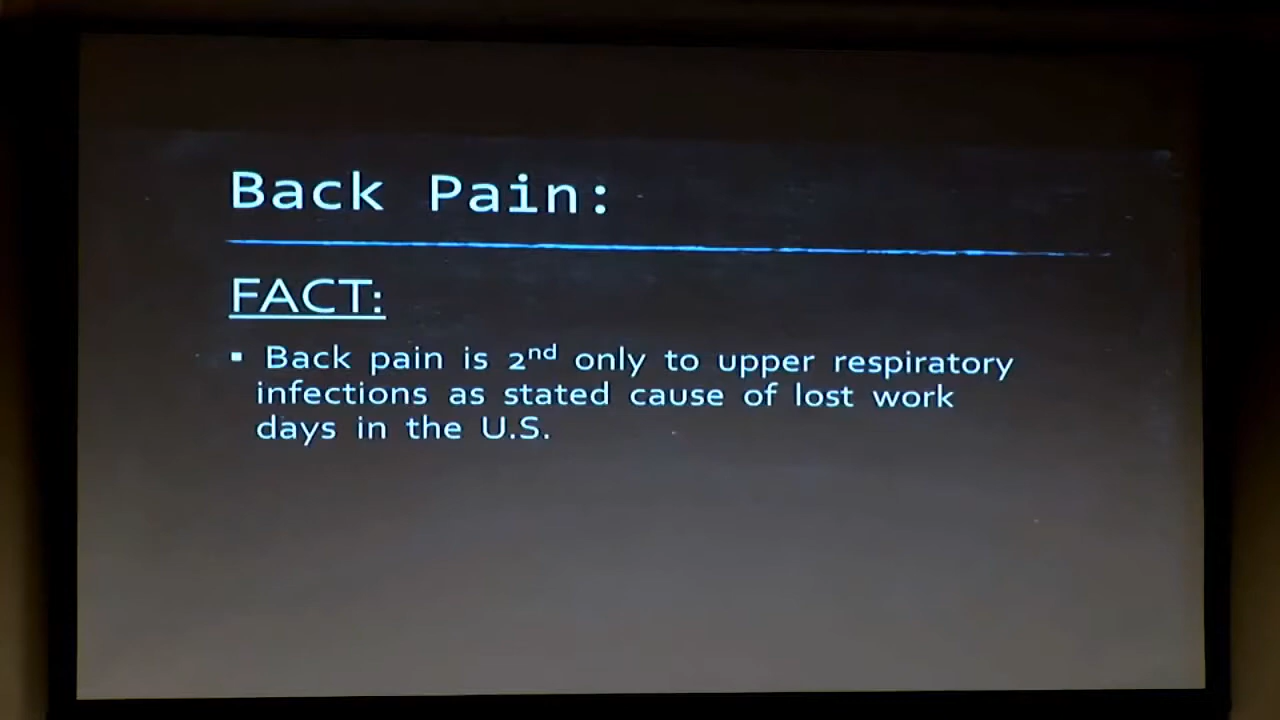 Back Pain:
FACT:
▪ Back pain is 2nd only to upper respiratory
infections as stated cause of lost work
days in the U.S.